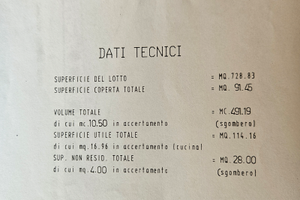 DATI TECNICI
SUPERFICIE DEL LOTTO = MQ. 728.83
SUPERFICIE COPERTA TOTALE = MQ. 91.45
VOLUME TOTALE = MC. 491.19
di cui mc. 10.50 in accertamento (sgombero)
SUPERFICIE UTILE TOTALE = MQ. 114.16
di cui mq. 16.96 in accertamento (cucina)
SUP. NON RESID. TOTALE = MQ. 28.00
di cui mq. 4.00 in accertamento (sgombero)